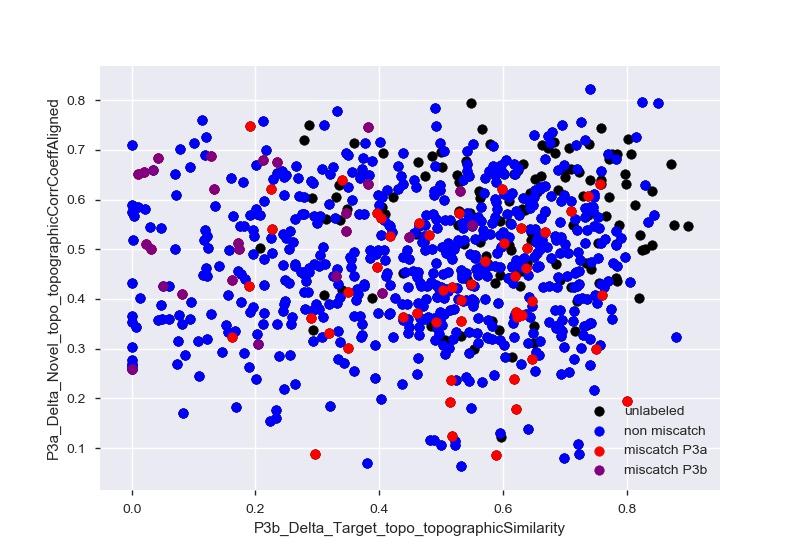 0.8
0.7
0.6
0.5
0.4
0.3
0.2
0.1
P3a_Delta_Novel_topo_topographicCorrCoeffAligned
unlabeled
non miscatch
miscatch P3a
miscatch P3b
0.0 0.2 0.4 0.6 0.8
P3b_Delta_Target_topo_topographicSimilarity